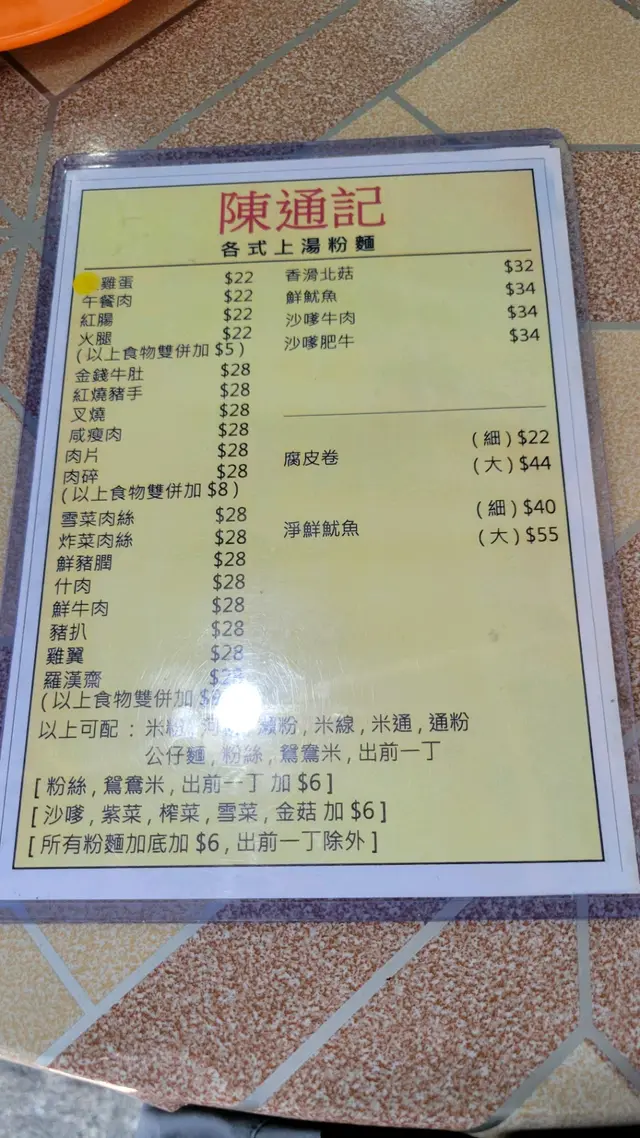 陳通記
各式上湯粉麵
雞蛋 $22
午餐肉 $22
紅腸 $22
火腿 $22
(以上食物雙併加 $5)
金錢牛肚 $28
紅燒豬手 $28
叉燒 $28
咸瘦肉 $28
肉片 $28
肉碎 $28
(以上食物雙併加 $8)
雪菜肉絲 $28
炸菜肉絲 $28
鮮豬膶 $28
什肉 $28
鮮牛肉 $28
豬扒 $28
雞翼 $28
羅漢齋
(以上食物雙併加
香滑北菇 $32
鮮魷魚 $34
沙嗲牛肉 $34
沙嗲肥牛 $34
腐皮卷 (細) $22
(大) $44
淨鮮魷魚 (細) $40
(大) $55
以上可配 : 米粉, 河 瀨粉 , 米線 , 米通 , 通粉
公仔麵 , 粉絲 , 鴛鴦米 , 出前一丁
[ 粉絲 , 鴛鴦米 , 出前一丁 加 $6 ]
[ 沙嗲 , 紫菜 , 榨菜 , 雪菜 , 金菇 加 $6 ]
[ 所有粉麵加底加 $6 , 出前一丁除外 ]